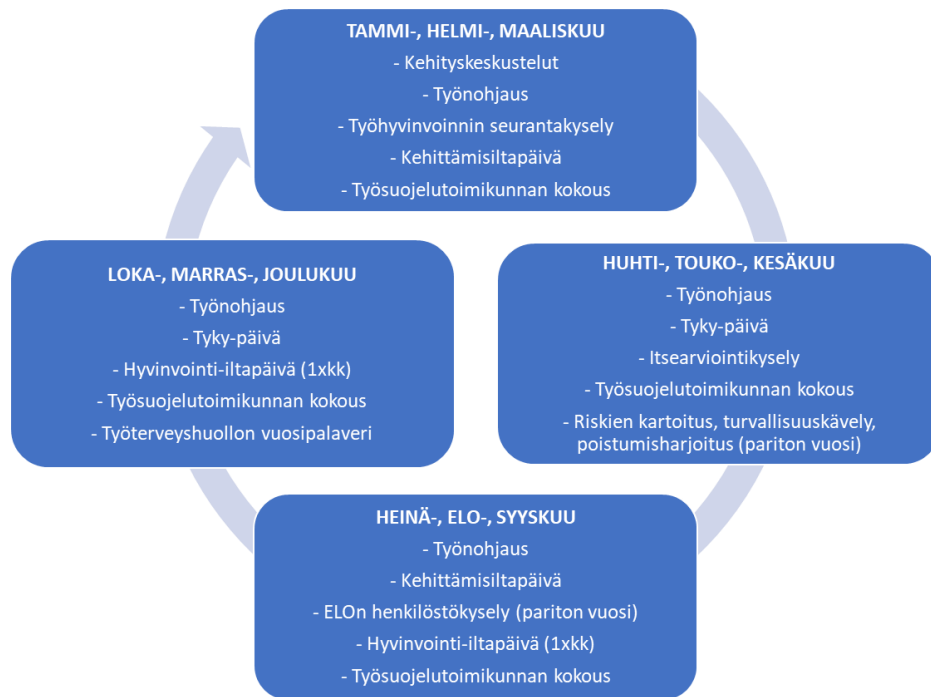 TAMMI-, HELMI-, MAALISKUU
- Kehityskeskustelut
- Työnohjaus
- Työhyvinvoinnin seurantakysely
- Kehittämisiltapäivä
- Työsuojelutoimikunnan kokous
HUHTI-, TOUKO-, KESÄKUU
- Työnohjaus
- Tyky-päivä
- Itsearviointikysely
- Työsuojelutoimikunnan kokous
- Riskien kartoitus, turvallisuuskävely,
poistumisharjoitus (pariton vuosi)
HEINÄ-, ELO-, SYYSKUU
- Työnohjaus
- Kehittämisiltapäivä
- ELOn henkilöstökysely (pariton vuosi)
- Hyvinvointi-iltapäivä (1xkk)
- Työsuojelutoimikunnan kokous
LOKA-, MARRAS-, JOULUKUU
- Työnohjaus
- Tyky-päivä
- Hyvinvointi-iltapäivä (1xkk)
- Työsuojelutoimikunnan kokous
- Työterveyshuollon vuosipalaveri